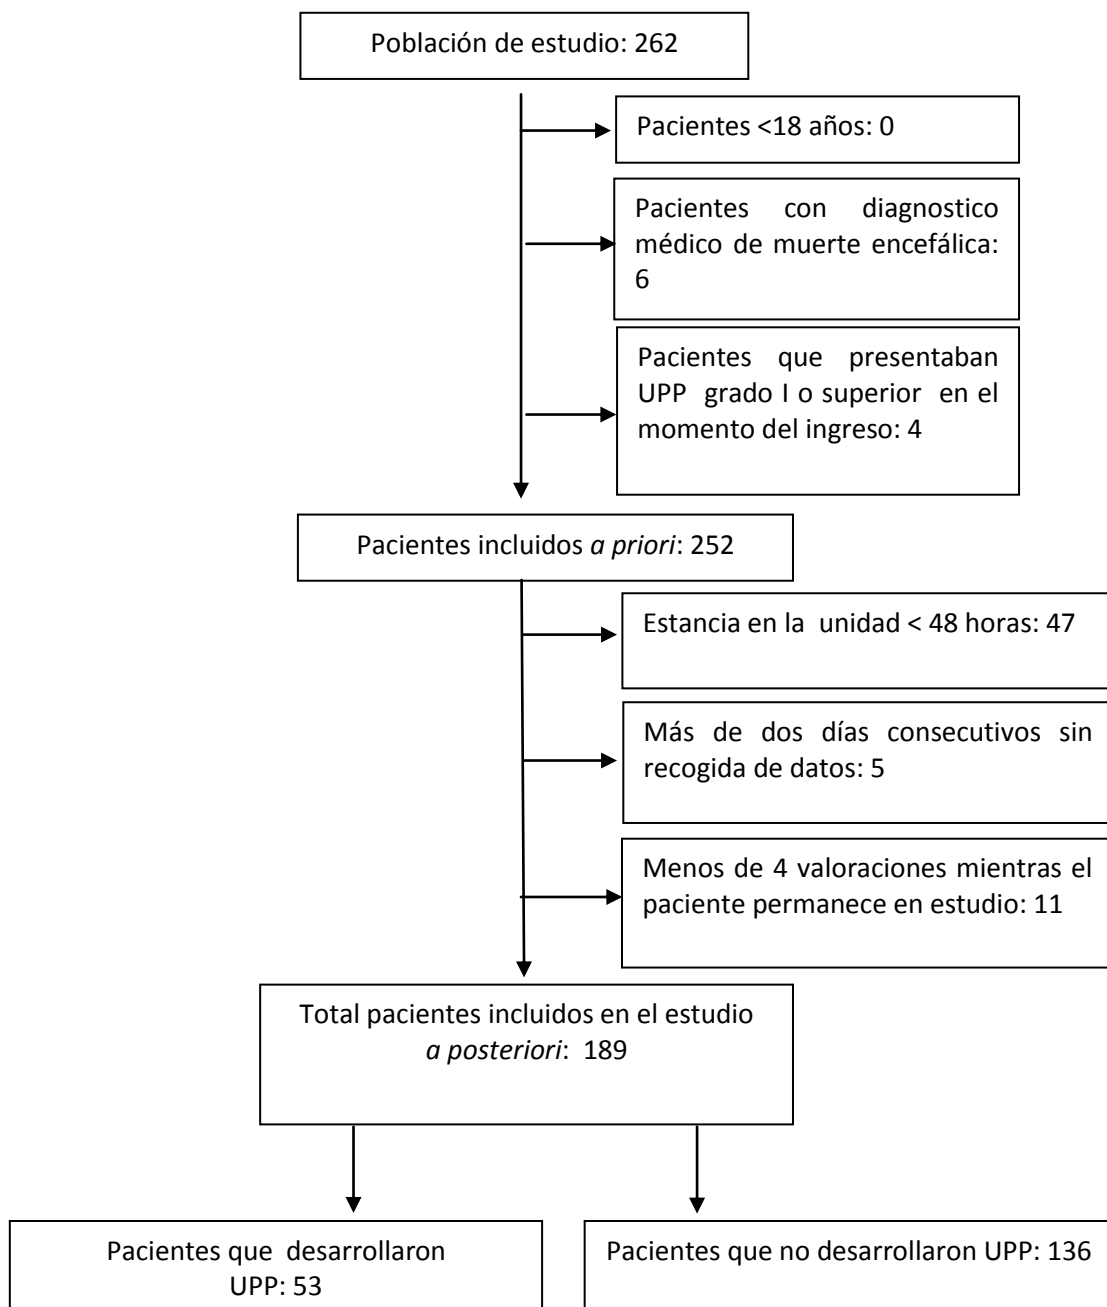 Población de estudio: 262
Pacientes <18 años: 0
Pacientes con diagnostico
médico de muerte encefálica:
6
Pacientes que presentaban
UPP grado I o superior en el
momento del ingreso: 4
Pacientes incluidos a priori: 252
Estancia en la unidad < 48 horas: 47
Más de dos días consecutivos sin
recogida de datos: 5
Menos de 4 valoraciones mientras el
paciente permanece en estudio: 11
Total pacientes incluidos en el estudio
a posteriori: 189
Pacientes que desarrollaron
UPP: 53
Pacientes que no desarrollaron UPP: 136